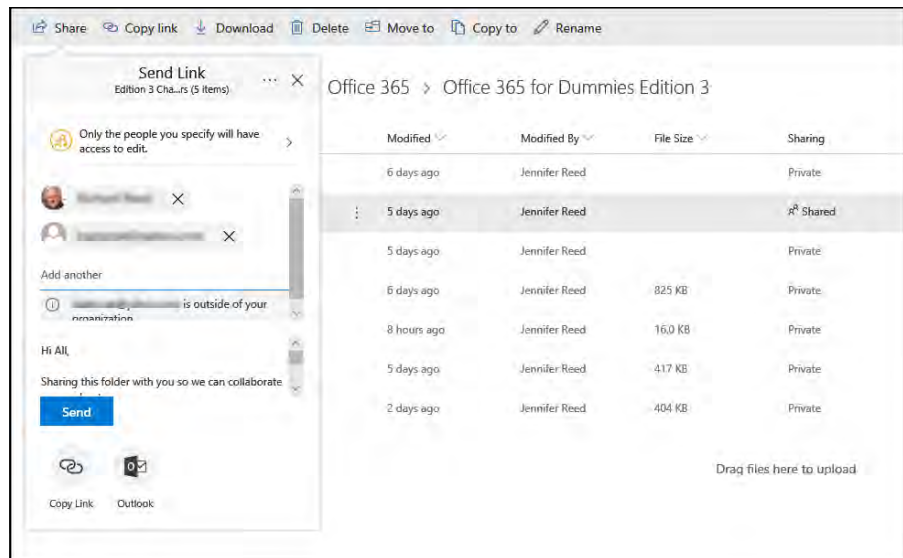 Share Copy link Download Delete Move to Copy to Rename
Send Link
Edition 3 Cha...rs (5 items)
Only the people you specify will have
access to edit.
Add another
is outside of your
organization
Hi All,
Sharing this folder with you so we can collaborate
Send
Copy Link Outlook
Office 365 > Office 365 for Dummies Edition 3
Modified Modified By File Size Sharing
6 days ago Jennifer Reed Private
5 days ago Jennifer Reed Shared
5 days ago Jennifer Reed Private
6 days ago Jennifer Reed 825 KB Private
8 hours ago Jennifer Reed 16.0 KB Private
5 days ago Jennifer Reed 417 KB Private
2 days ago Jennifer Reed 404 KB Private
Drag files here to upload